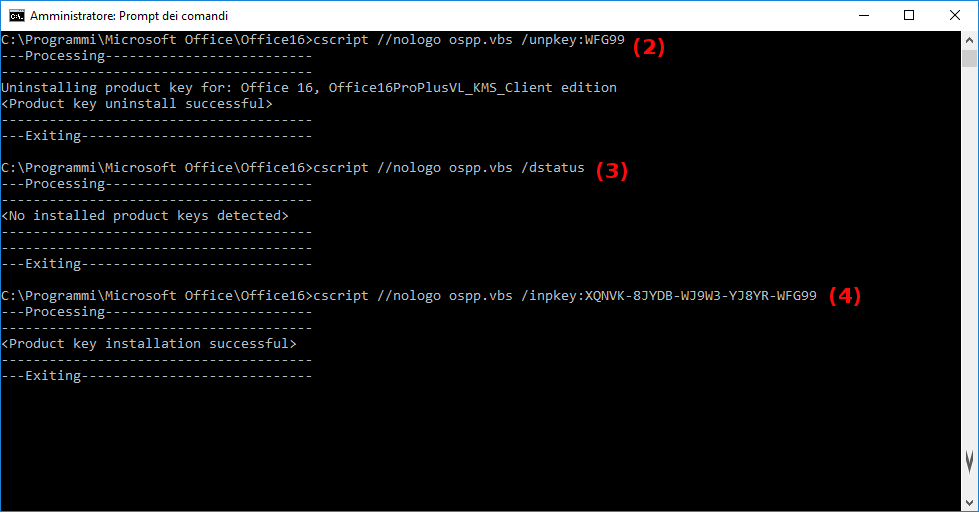 Amministratore: Prompt dei comandi
C:\Programmi\Microsoft Office\Office16>cscript //nologo ospp.vbs /unpkey:WFG99 (2)
---Processing--------------------------
---------------------------------------
Uninstalling product key for: Office 16, Office16ProPlusVL_KMS_Client edition
<Product key uninstall successful>
---------------------------------------
---Exiting-----------------------------
C:\Programmi\Microsoft Office\Office16>cscript //nologo ospp.vbs /dstatus (3)
---Processing--------------------------
---------------------------------------
<No installed product keys detected>
---------------------------------------
---------------------------------------
---Exiting-----------------------------
C:\Programmi\Microsoft Office\Office16>cscript //nologo ospp.vbs /inpkey:XQNVK-8JYDB-WJ9W3-YJ8YR-WFG99 (4)
---Processing--------------------------
---------------------------------------
<Product key installation successful>
---------------------------------------
---Exiting-----------------------------